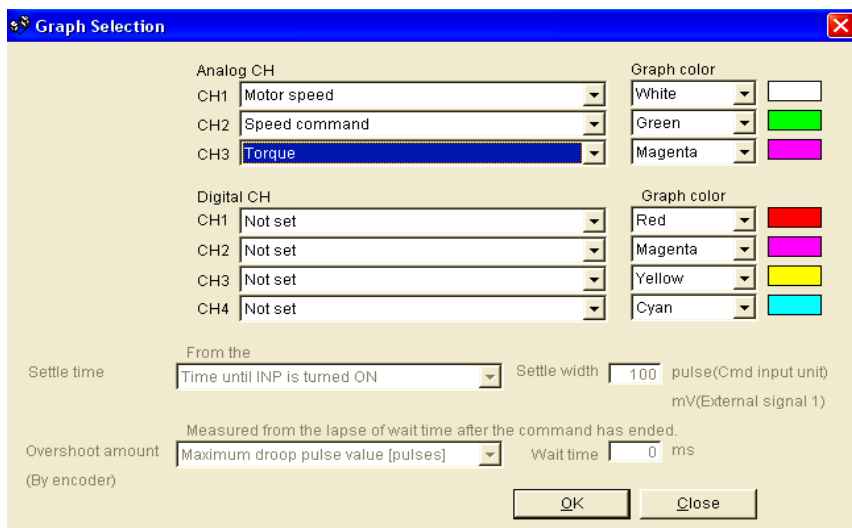 Graph Selection
Analog CH Graph color
CH1 Motor speed White
CH2 Speed command Green
CH3 Torque Magenta
Digital CH Graph color
CH1 Not set Red
CH2 Not set Magenta
CH3 Not set Yellow
CH4 Not set Cyan
From the
Settle time Time until INP is turned ON Settle width 100 pulse(Cmd input unit)
mV(External signal 1)
Measured from the lapse of wait time after the command has ended.
Overshoot amount Maximum droop pulse value [pulses] Wait time 0 ms
(By encoder)
OK Close